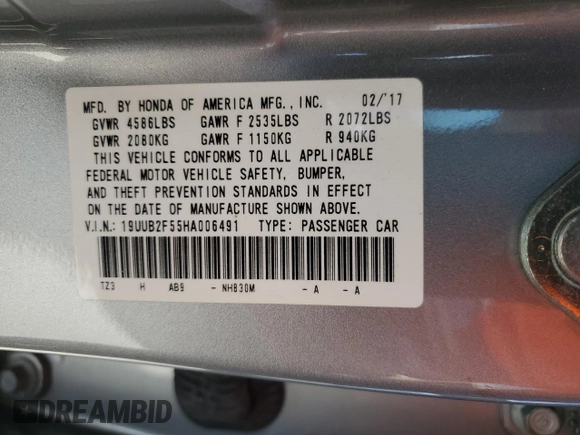 MFD. BY HONDA OF AMERICA MFG., INC. 02/'17
GVWR 4586LBS GAWR F 2535LBS R 2072LBS
GVWR 2080KG GAWR F 1150KG R 940KG
THIS VEHICLE CONFORMS TO ALL APPLICABLE
FEDERAL MOTOR VEHICLE SAFETY, BUMPER,
AND THEFT PREVENTION STANDARDS IN EFFECT
ON THE DATE OF MANUFACTURE SHOWN ABOVE.
V.I.N.: 19UUB2F55HA006491 TYPE: PASSENGER CAR
TZ3 H AB9 - NH830M - A - A
DREAMBID